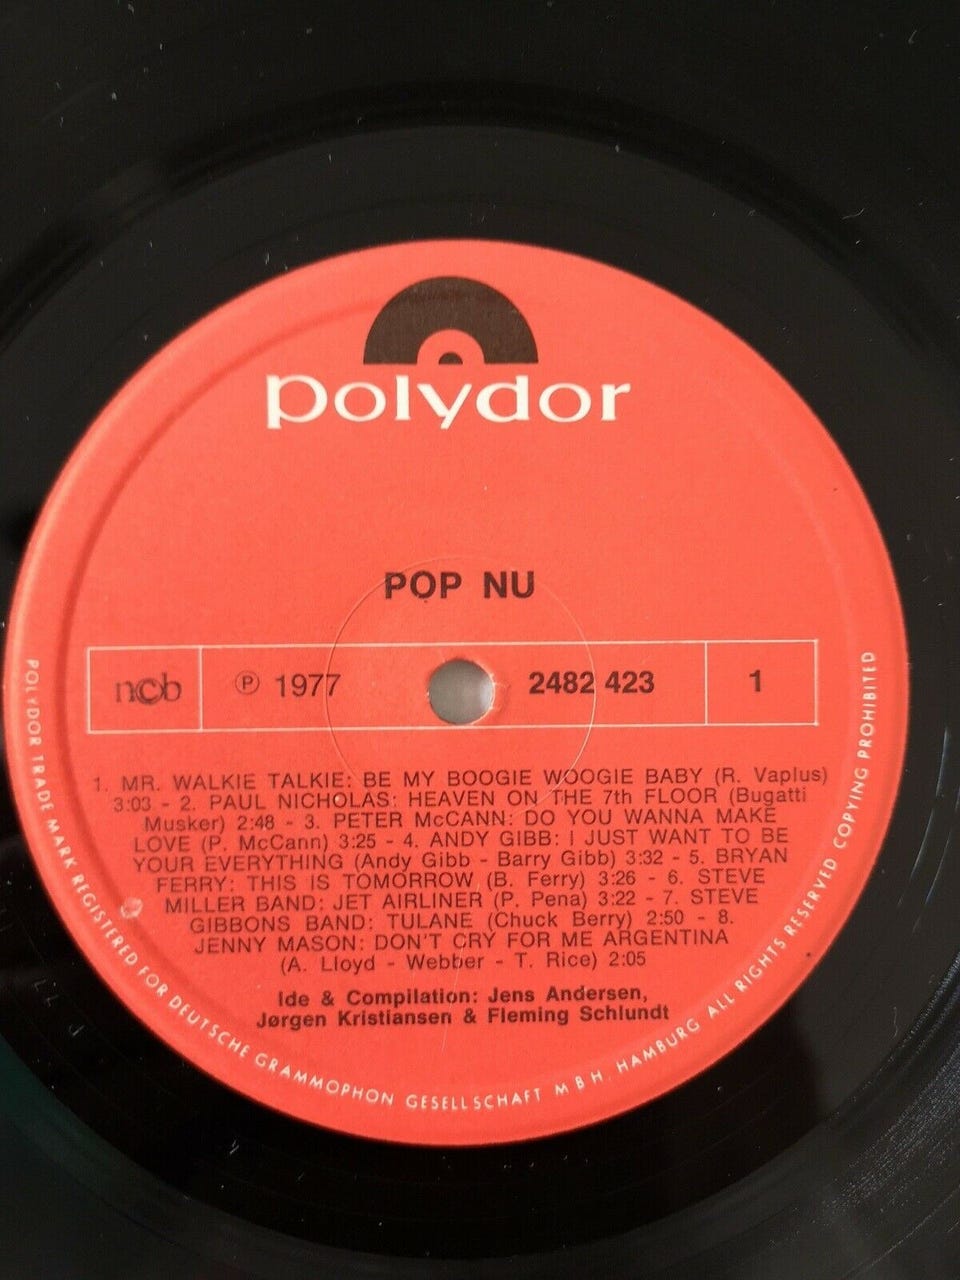 polydor
POP NU
ncb
℗ 1977
2482 423
1
1. MR. WALKIE TALKIE: BE MY BOOGIE WOOGIE BABY (R. Vaplus)
3:03 - 2. PAUL NICHOLAS: HEAVEN ON THE 7th FLOOR (Bugatti
Musker) 2:48 - 3. PETER McCANN: DO YOU WANNA MAKE
LOVE (P. McCann) 3:25 - 4. ANDY GIBB: I JUST WANT TO BE
YOUR EVERYTHING (Andy Gibb - Barry Gibb) 3:32 - 5. BRYAN
FERRY: THIS IS TOMORROW (B. Ferry) 3:26 - 6. STEVE
MILLER BAND: JET AIRLINER (P. Pena) 3:22 - 7. STEVE
GIBBONS BAND: TULANE (Chuck Berry) 2:50 - 8.
JENNY MASON: DON'T CRY FOR ME ARGENTINA
(A. Lloyd - Webber - T. Rice) 2:05
Ide & Compilation: Jens Andersen,
Jørgen Kristiansen & Fleming Schlundt
POLYDOR TRADE MARK REGISTERED FOR DEUTSCHE GRAMMOPHON GESELLSCHAFT M B H. HAMBURG ALL RIGHTS RESERVED COPYING PROHIBITED